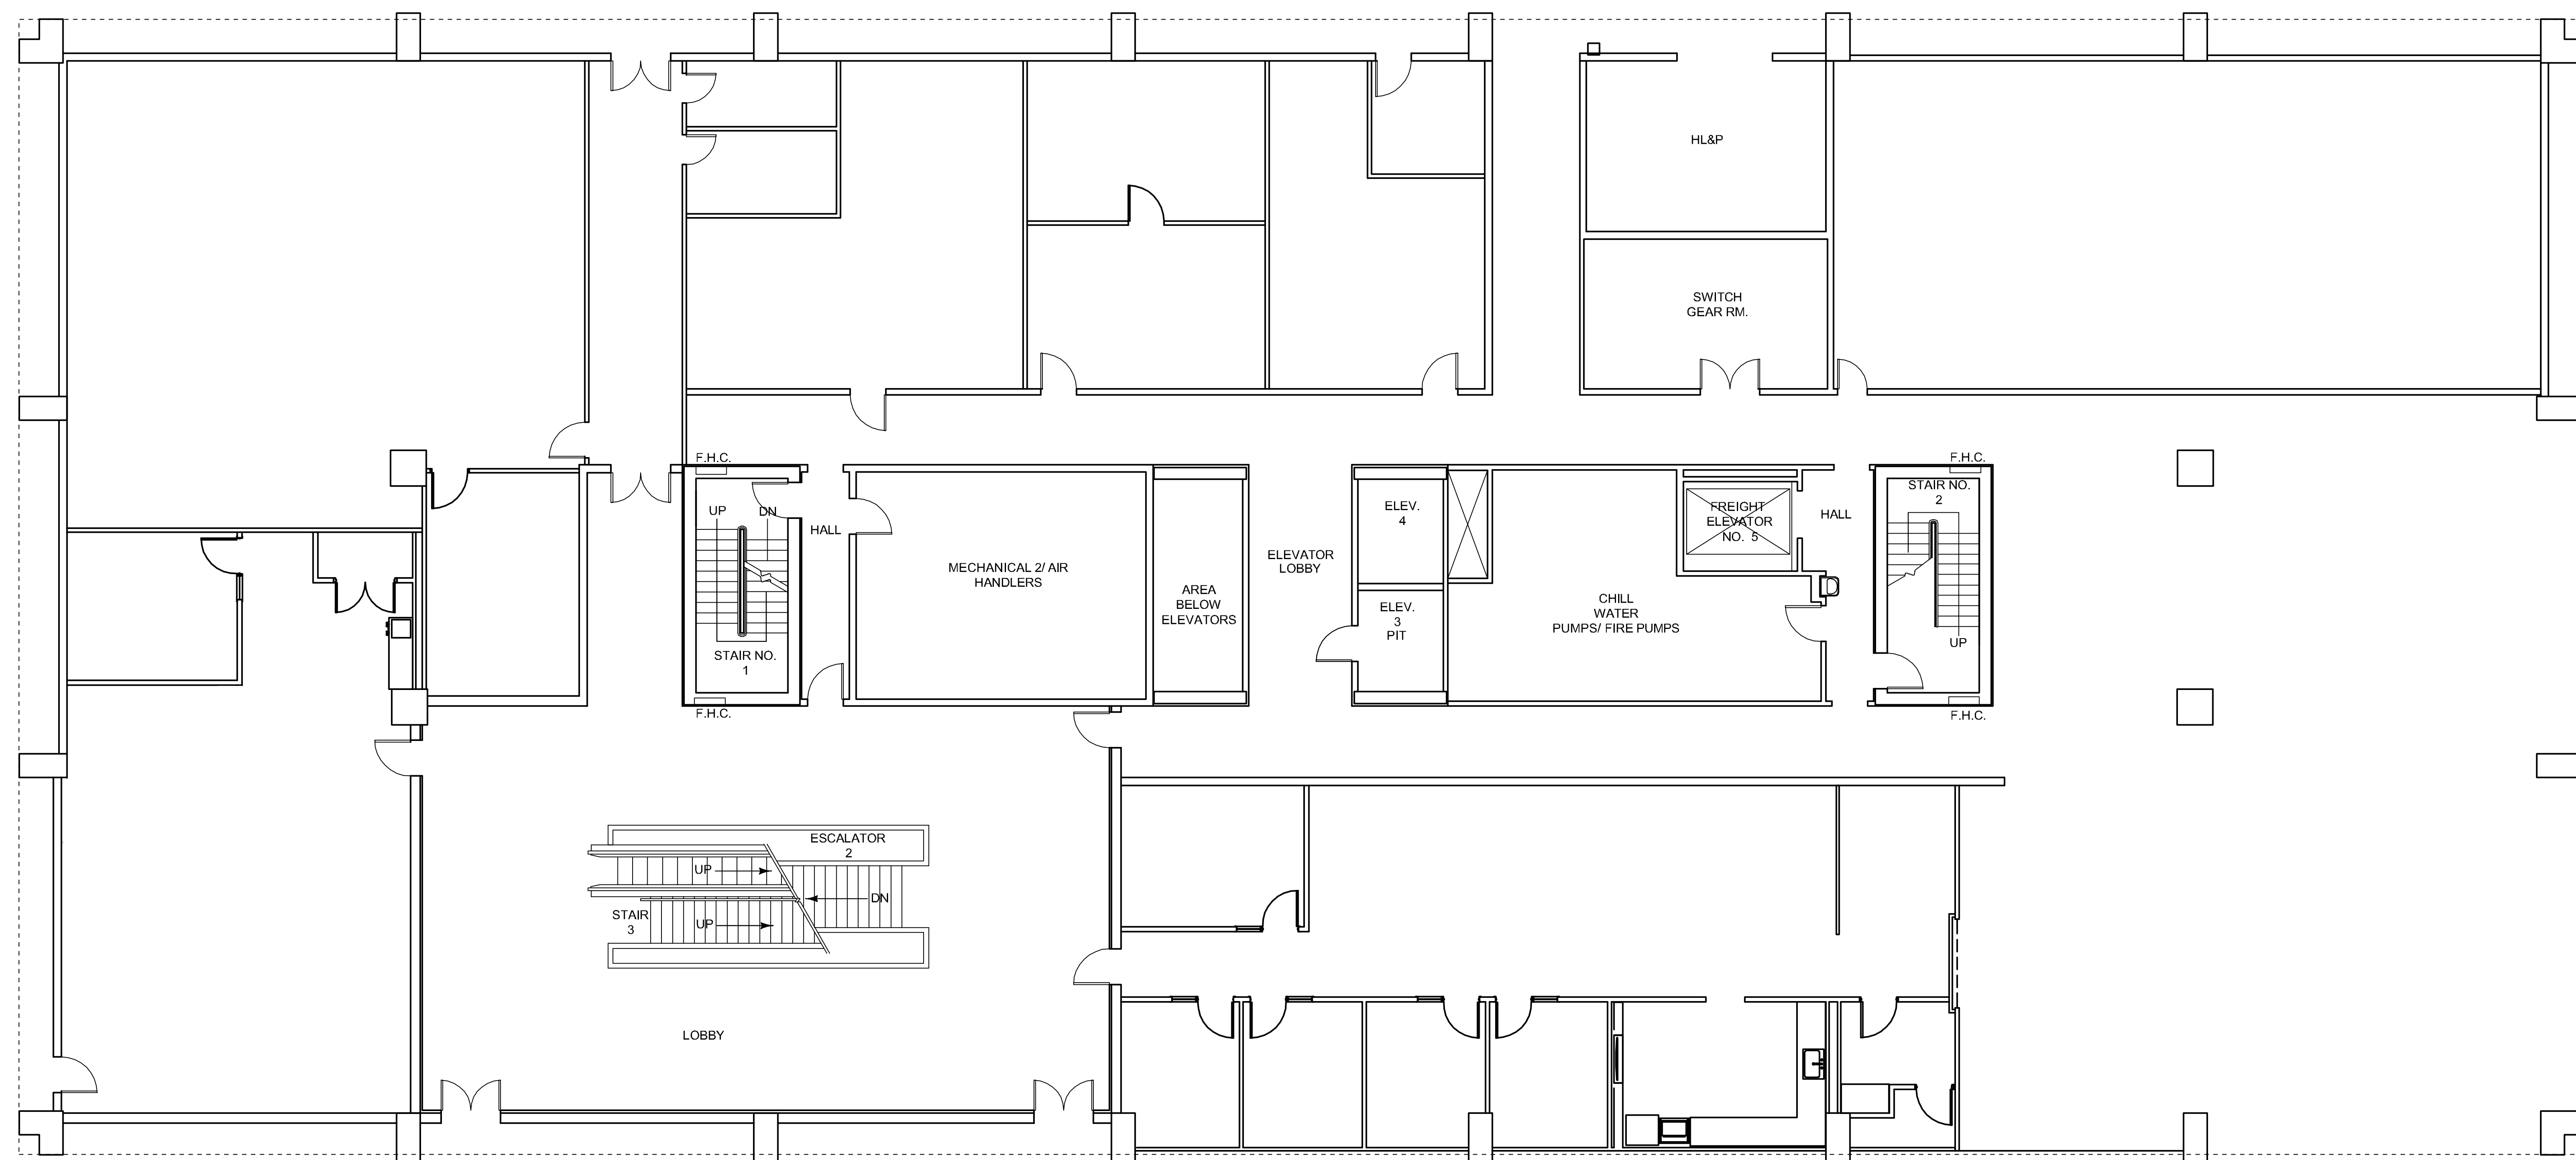 HL&P
SWITCH
GEAR RM.
F.H.C.
F.H.C.
UP
DN
HALL
STAIR NO.
1
F.H.C.
MECHANICAL 2/ AIR
HANDLERS
AREA
BELOW
ELEVATORS
ELEVATOR
LOBBY
ELEV.
4
ELEV.
3
PIT
CHILL
WATER
PUMPS/ FIRE PUMPS
FREIGHT
ELEVATOR
NO. 5
HALL
STAIR NO.
2
UP
F.H.C.
ESCALATOR
2
UP
DN
STAIR
3
UP
LOBBY